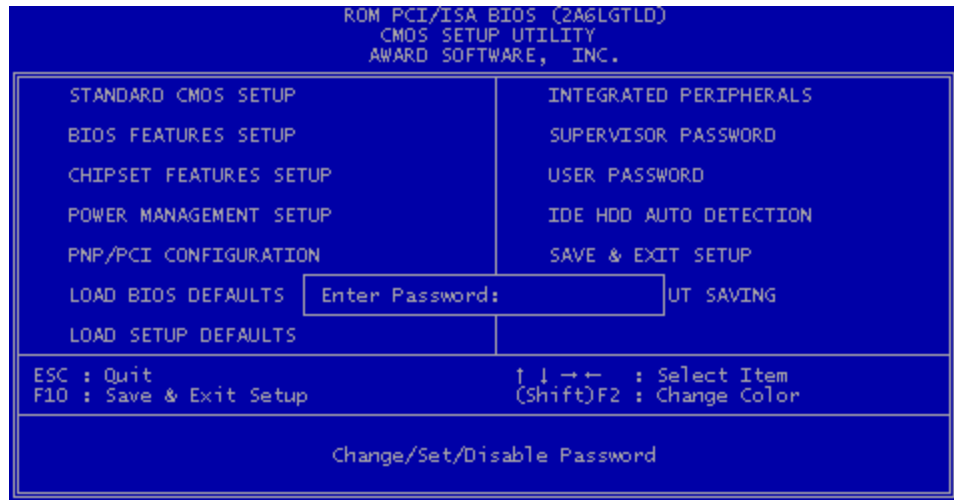 ROM PCI/ISA BIOS (2A6LGTLD)
CMOS SETUP UTILITY
AWARD SOFTWARE, INC.
STANDARD CMOS SETUP
BIOS FEATURES SETUP
CHIPSET FEATURES SETUP
POWER MANAGEMENT SETUP
PNP/PCI CONFIGURATION
LOAD BIOS DEFAULTS
LOAD SETUP DEFAULTS
INTEGRATED PERIPHERALS
SUPERVISOR PASSWORD
USER PASSWORD
IDE HDD AUTO DETECTION
SAVE & EXIT SETUP
UT SAVING
Enter Password:
ESC : Quit
F10 : Save & Exit Setup
↑ ↓ → ← : Select Item
(Shift)F2 : Change Color
Change/Set/Disable Password